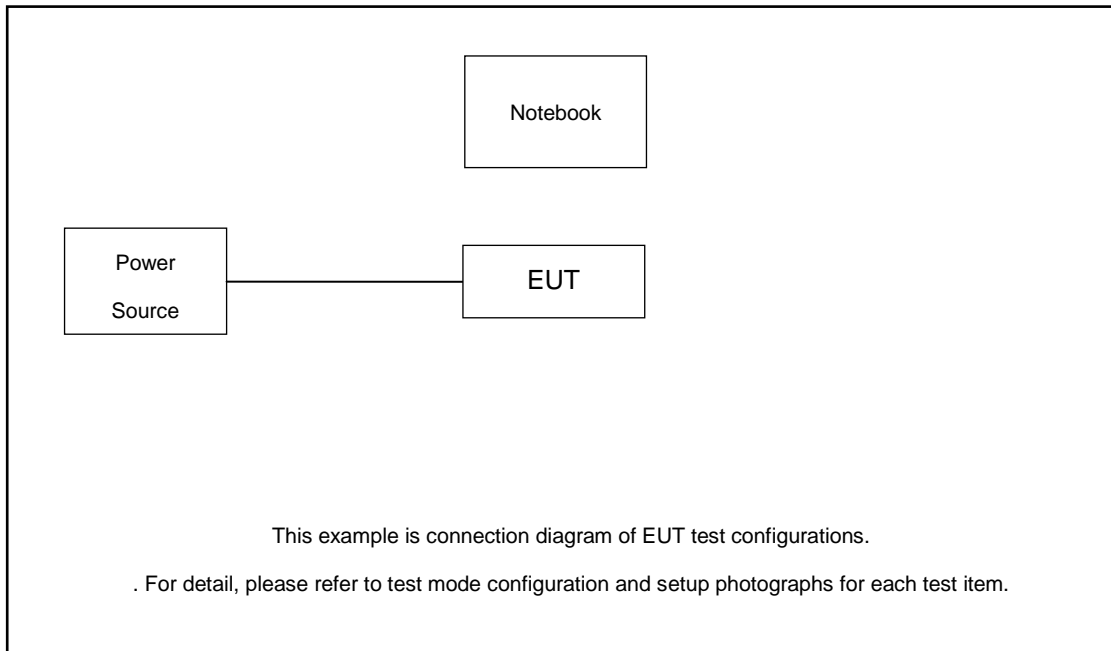 Notebook
Power
Source
EUT
This example is connection diagram of EUT test configurations.
. For detail, please refer to test mode configuration and setup photographs for each test item.